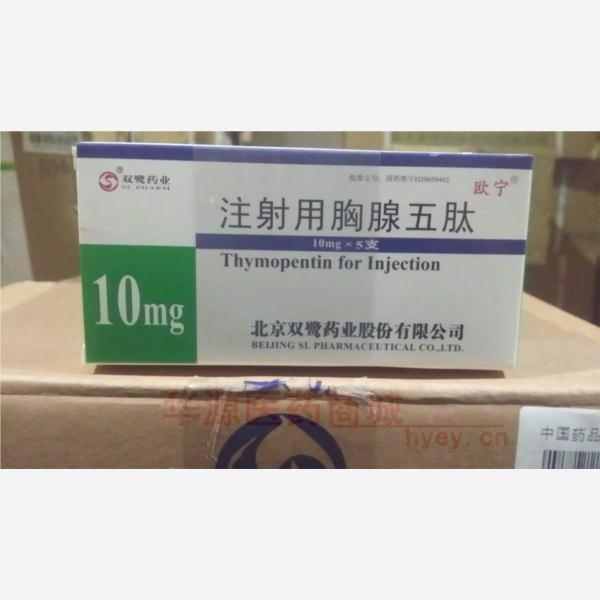 双鹭药业®
SL PHARM
批准文号：国药准字H20058462
欧宁®
注射用胸腺五肽
10mg×5支
Thymopentin for Injection
10mg
北京双鹭药业股份有限公司
BEIJING SL PHARMACEUTICAL CO.,LTD.
华源医药商城
hyey.cn
中国药品